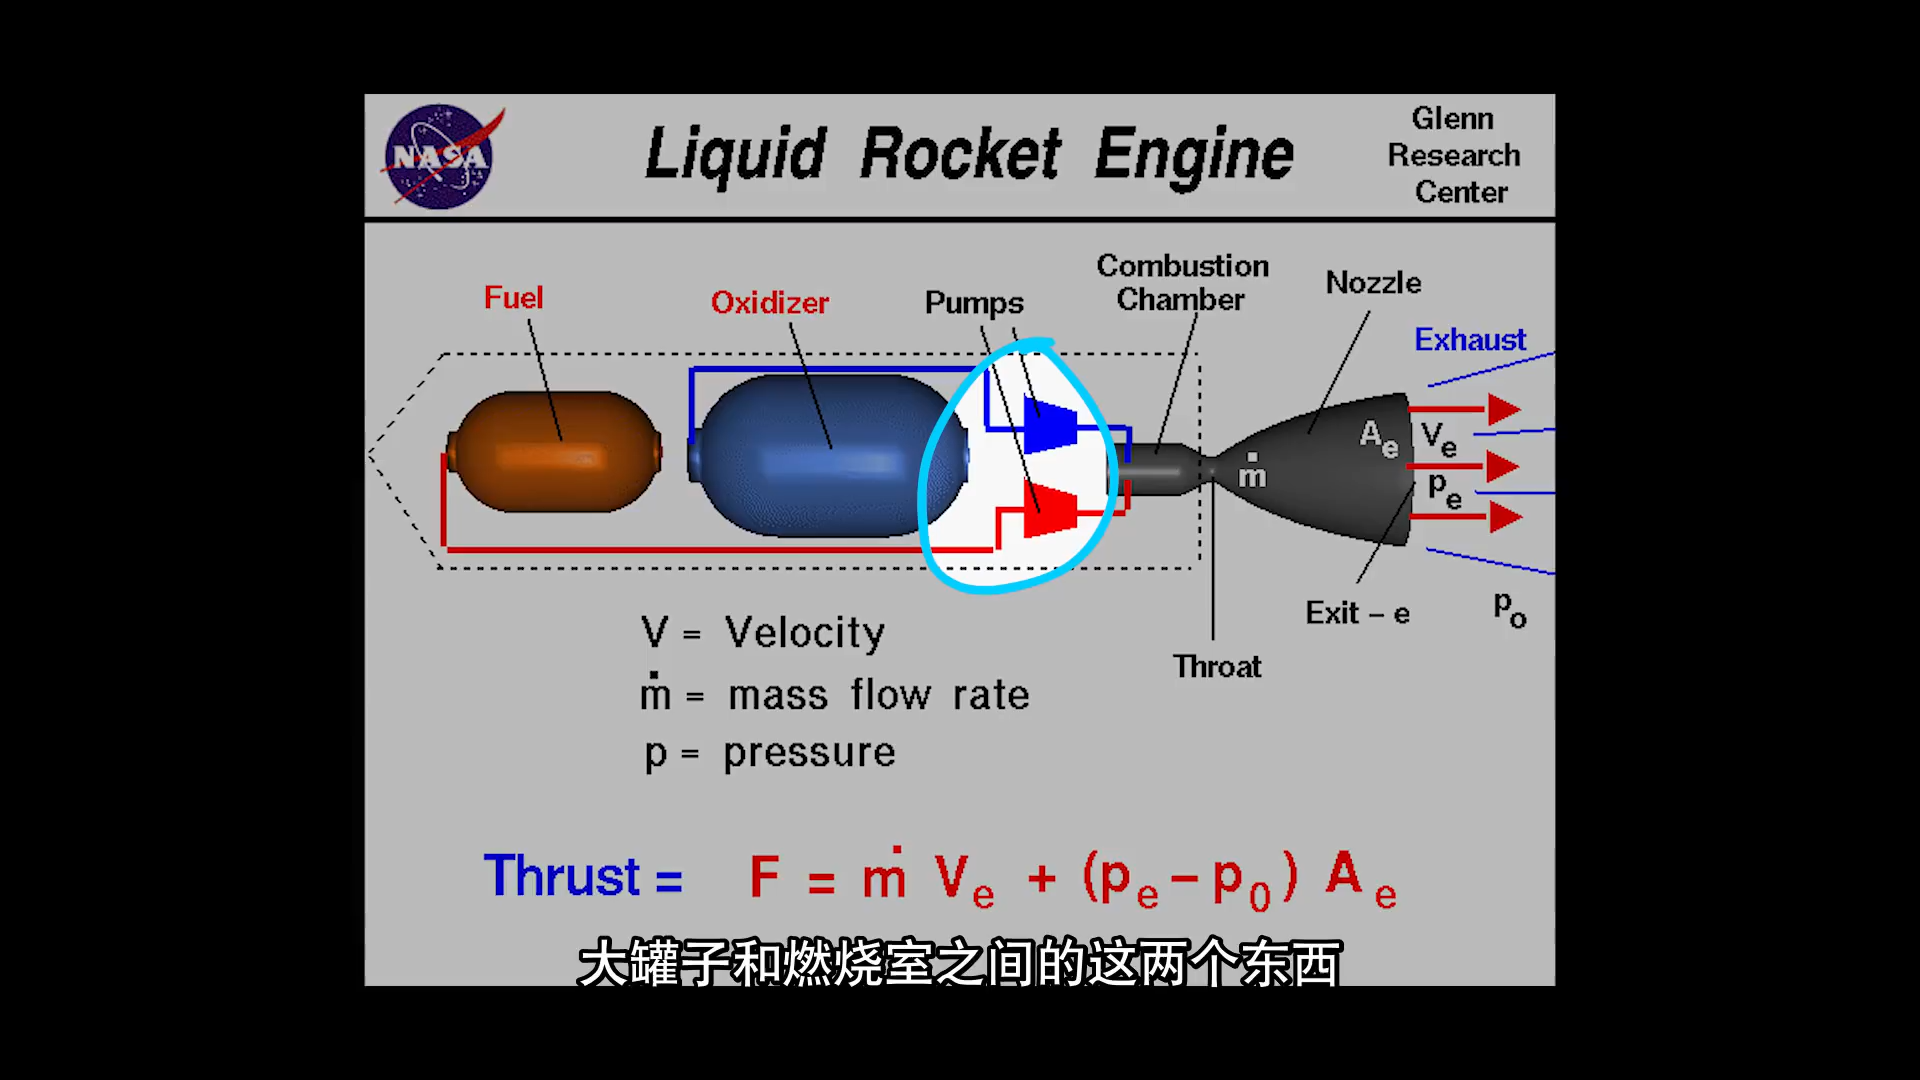 NASA
Liquid Rocket Engine
Glenn
Research
Center
Fuel
Oxidizer
Pumps
Combustion
Chamber
Nozzle
Exhaust
Ae
Ve
ṁ
pe
Exit – e
po
Throat
V = Velocity
ṁ = mass flow rate
p = pressure
Thrust = F = ṁ Ve + (pe – p0) Ae
大罐子和燃烧室之间的这两个东西